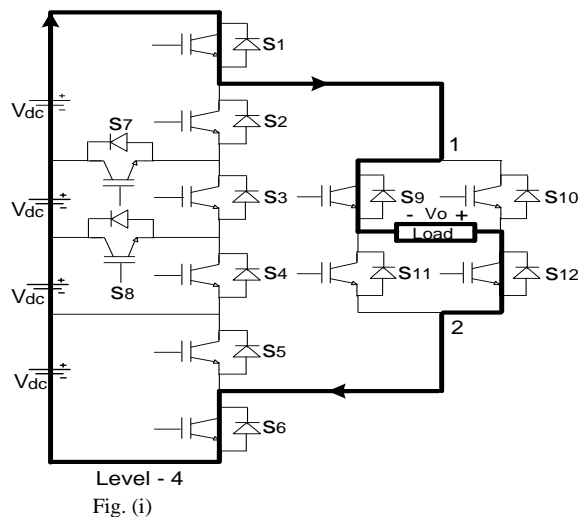 S1
Vdc
S7
S2
1
S3
S9
S10
Vdc
- Vo +
Load
S8
S4
S11
S12
Vdc
2
S5
Vdc
S6
Level - 4
Fig. (i)